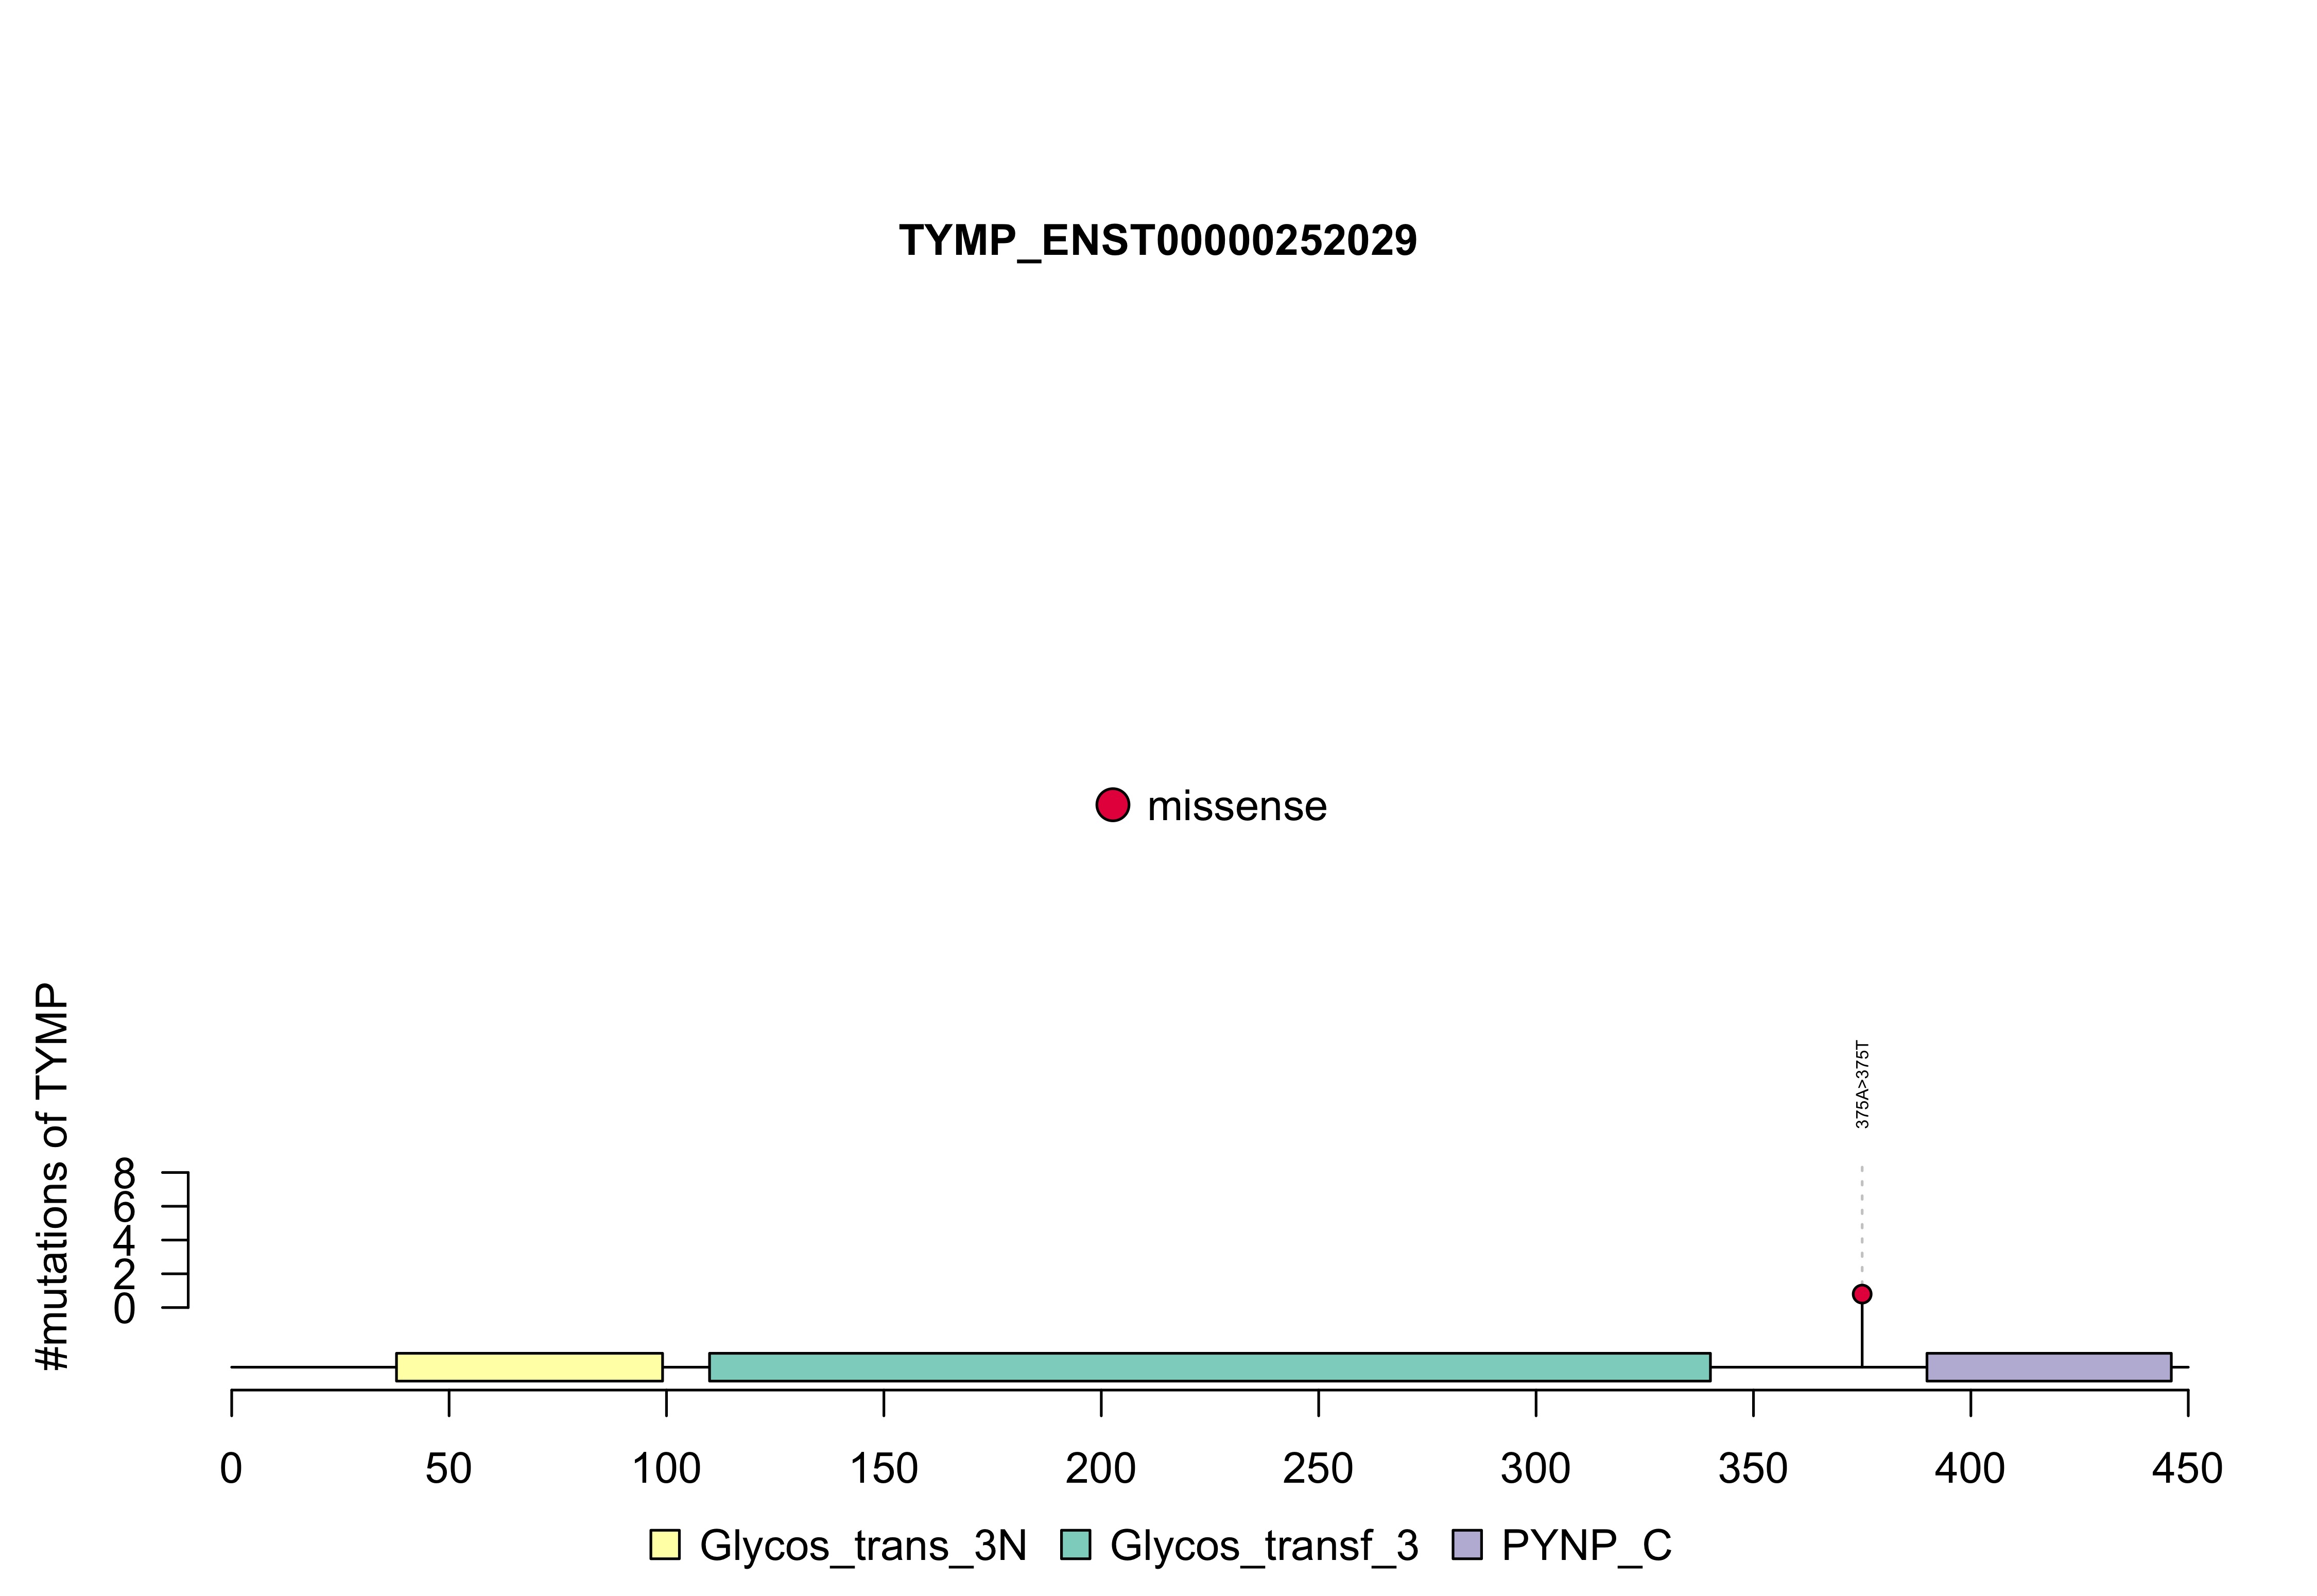 TYMP_ENST00000252029
missense
#mutations of TYMP
375A>375T
8
6
4
2
0
0 50 100 150 200 250 300 350 400 450
Glycos_trans_3N Glycos_transf_3 PYNP_C